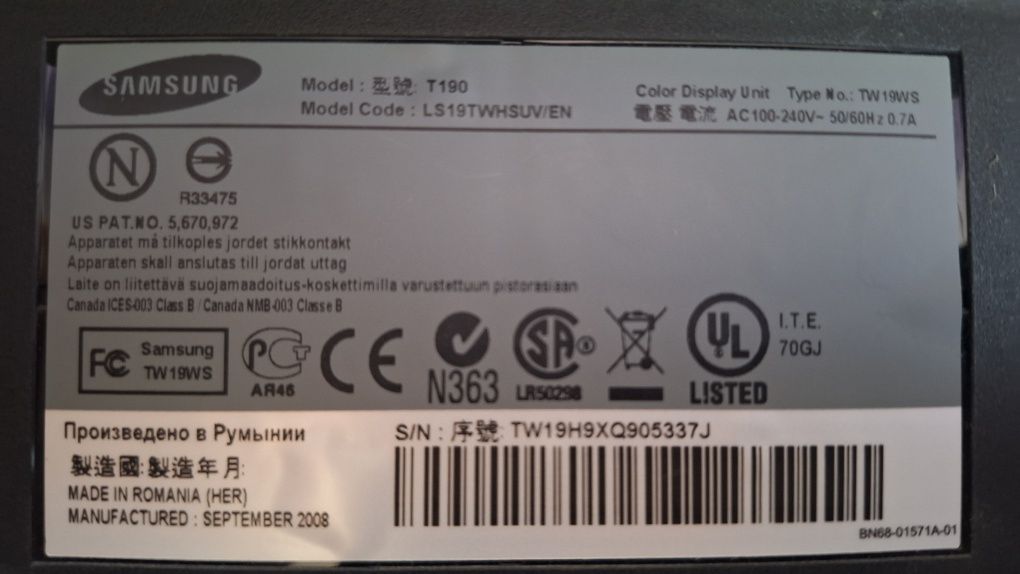 SAMSUNG
Model : 型號: T190
Model Code : LS19TWHSUV/EN
Color Display Unit Type No.: TW19WS
電壓 電流 AC100-240V~ 50/60Hz 0.7A
N
R33475
US PAT.NO. 5,670,972
Apparatet må tilkoples jordet stikkontakt
Apparaten skall anslutas till jordat uttag
Laite on liitettävä suojamaadoitus-koskettimilla varustettuun pistorasiaan
Canada ICES-003 Class B / Canada NMB-003 Classe B
FC Samsung
TW19WS
PCT
AR46
CE
N363
SA
LR50298
UL
LISTED
I.T.E.
70GJ
Произведено в Румынии
製造國: 製造年月:
MADE IN ROMANIA (HER)
MANUFACTURED : SEPTEMBER 2008
S/N : 序號: TW19H9XQ905337J
BN68-01571A-01